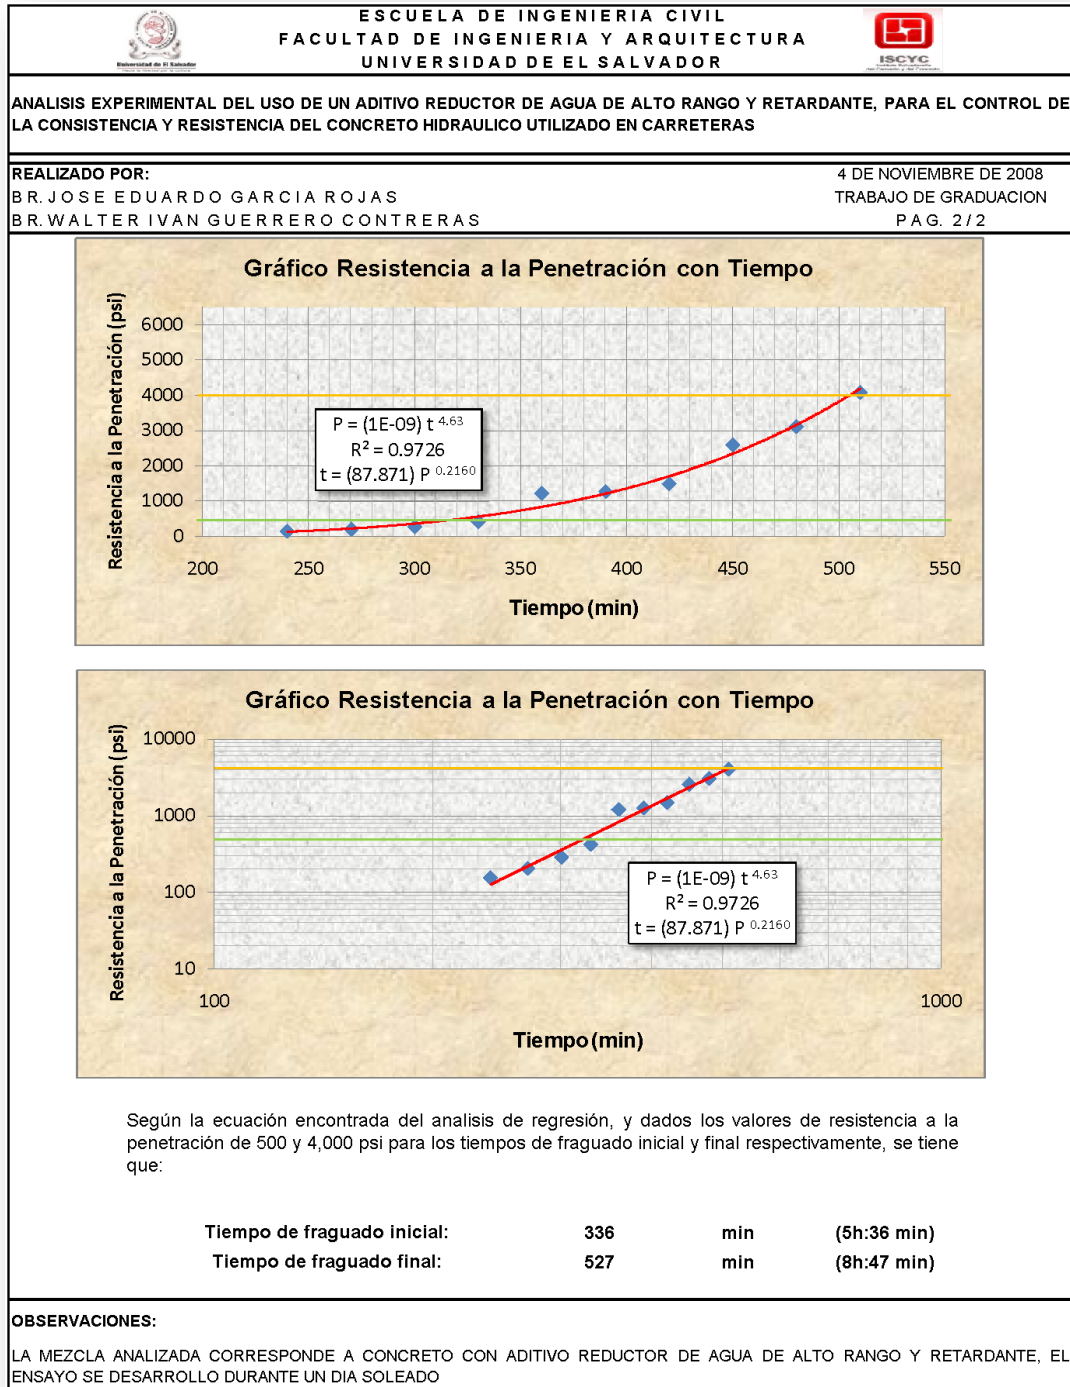 ESCUELA DE INGENIERIA CIVIL
FACULTAD DE INGENIERIA Y ARQUITECTURA
UNIVERSIDAD DE EL SALVADOR
Universidad de El Salvador
ISCYC
ANALISIS EXPERIMENTAL DEL USO DE UN ADITIVO REDUCTOR DE AGUA DE ALTO RANGO Y RETARDANTE, PARA EL CONTROL DE
LA CONSISTENCIA Y RESISTENCIA DEL CONCRETO HIDRAULICO UTILIZADO EN CARRETERAS
REALIZADO POR:
4 DE NOVIEMBRE DE 2008
BR. JOSE EDUARDO GARCIA ROJAS
TRABAJO DE GRADUACION
BR. WALTER IVAN GUERRERO CONTRERAS
PAG. 2/2
Gráfico Resistencia a la Penetración con Tiempo
Resistencia a la Penetración (psi)
6000
5000
4000
3000
2000
1000
0
P = (1E-09) t 4.63
R² = 0.9726
t = (87.871) P 0.2160
200 250 300 350 400 450 500 550
Tiempo (min)
Gráfico Resistencia a la Penetración con Tiempo
Resistencia a la Penetración (psi)
10000
1000
100
10
P = (1E-09) t 4.63
R² = 0.9726
t = (87.871) P 0.2160
100 1000
Tiempo (min)
Según la ecuación encontrada del analisis de regresión, y dados los valores de resistencia a la
penetración de 500 y 4,000 psi para los tiempos de fraguado inicial y final respectivamente, se tiene
que:
Tiempo de fraguado inicial: 336 min (5h:36 min)
Tiempo de fraguado final: 527 min (8h:47 min)
OBSERVACIONES:
LA MEZCLA ANALIZADA CORRESPONDE A CONCRETO CON ADITIVO REDUCTOR DE AGUA DE ALTO RANGO Y RETARDANTE, EL
ENSAYO SE DESARROLLO DURANTE UN DIA SOLEADO